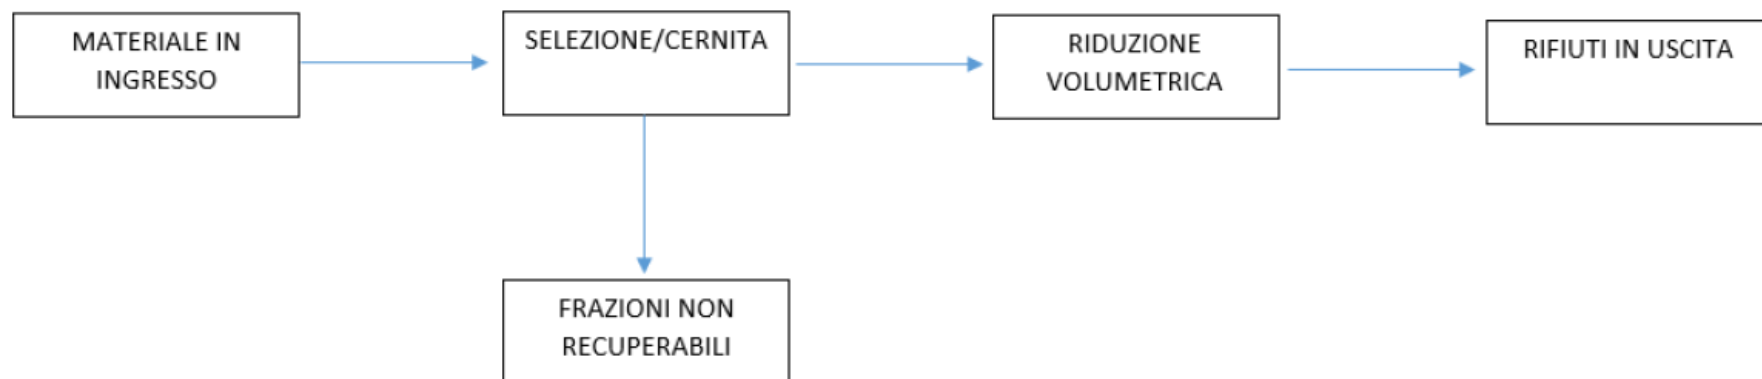 MATERIALE IN
INGRESSO
SELEZIONE/CERNITA
RIDUZIONE
VOLUMETRICA
RIFIUTI IN USCITA
FRAZIONI NON
RECUPERABILI